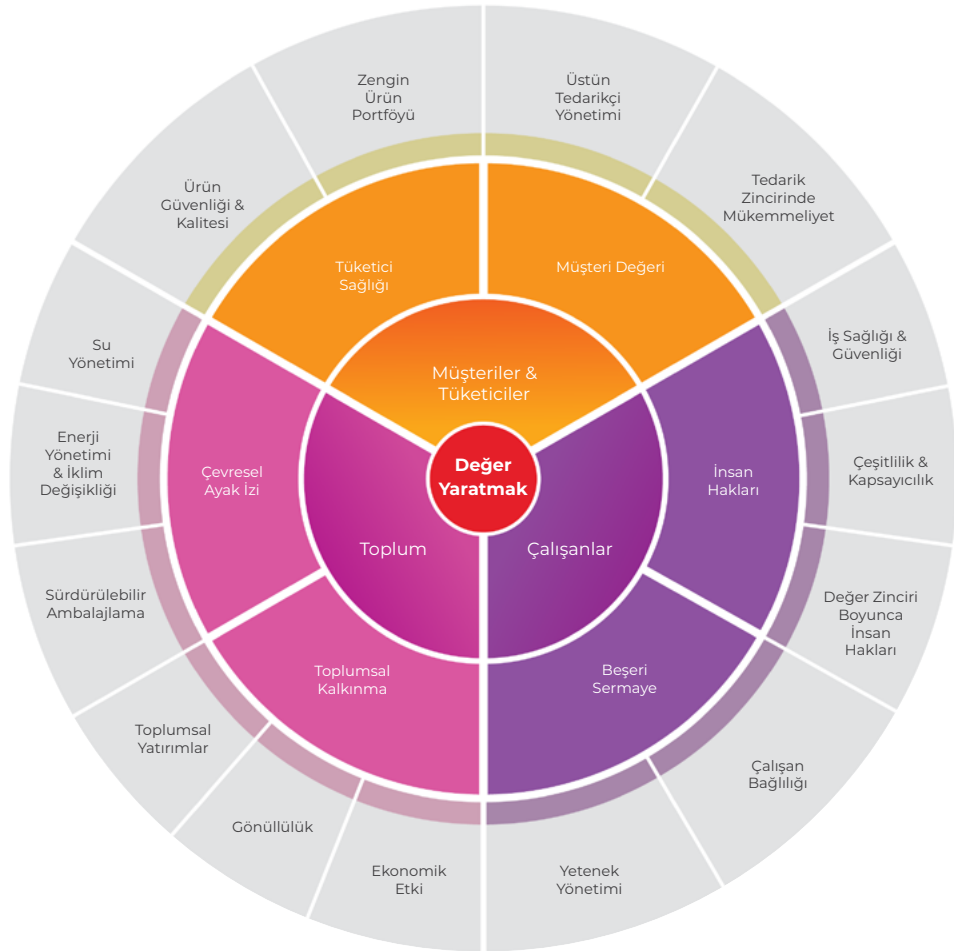 Zengin
Ürün
Portföyü
Üstün
Tedarikçi
Yönetimi
Ürün
Güvenliği &
Kalitesi
Tedarik
Zincirinde
Mükemmeliyet
Tüketici
Sağlığı
Müşteri Değeri
Su
Yönetimi
İş Sağlığı &
Güvenliği
Müşteriler &
Tüketiciler
Enerji
Yönetimi
& İklim
Değişikliği
Çevresel
Ayak İzi
Değer
Yaratmak
İnsan
Hakları
Çeşitlilik &
Kapsayıcılık
Toplum
Çalışanlar
Sürdürülebilir
Ambalajlama
Değer Zinciri
Boyunca
İnsan
Hakları
Toplumsal
Kalkınma
Beşeri
Sermaye
Toplumsal
Yatırımlar
Çalışan
Bağlılığı
Gönüllülük
Ekonomik
Etki
Yetenek
Yönetimi